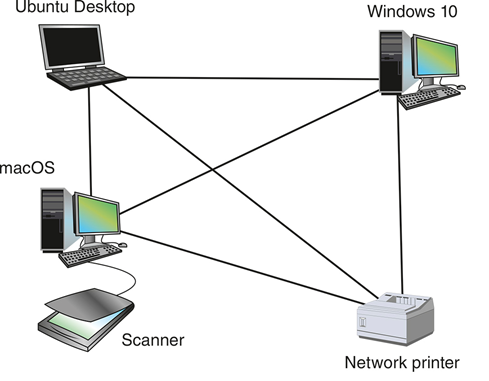 Ubuntu Desktop
Windows 10
macOS
Scanner
Network printer